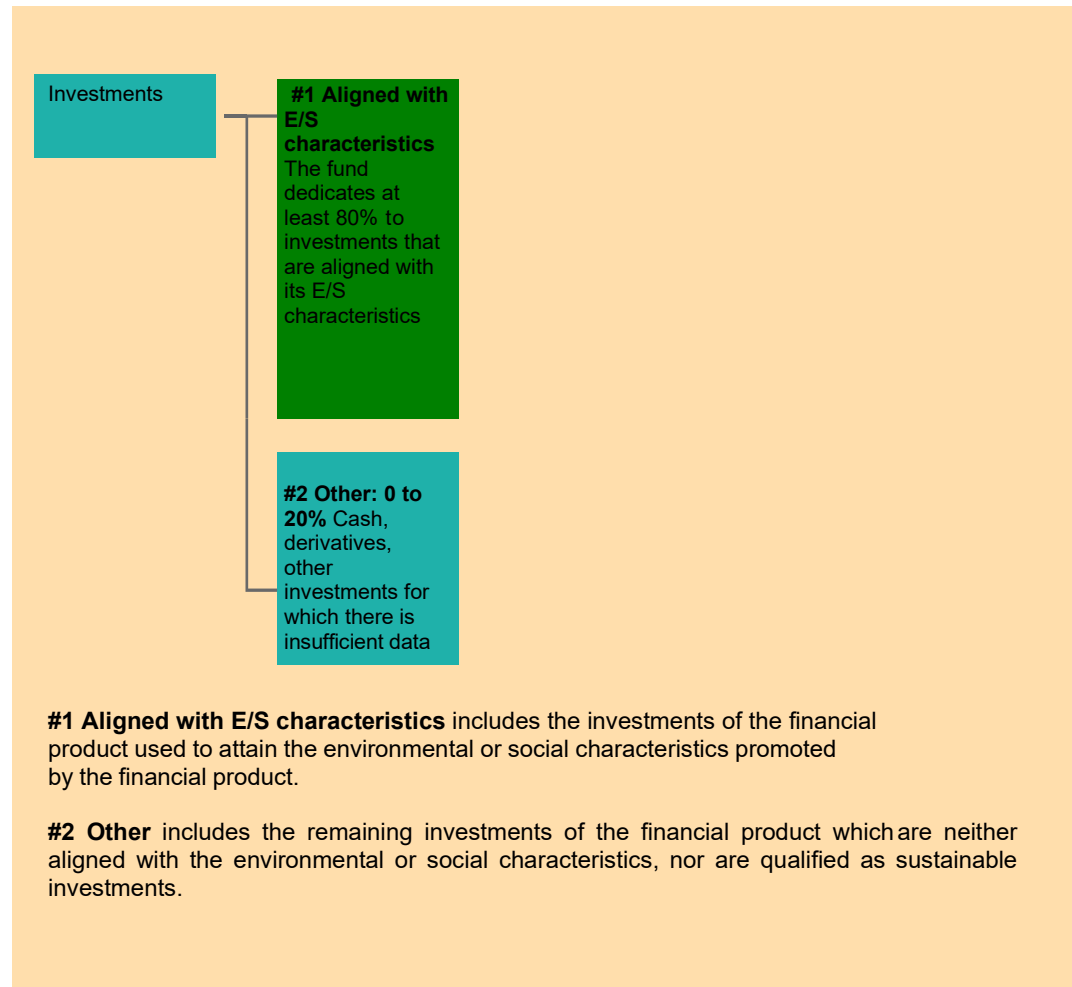 Investments
#1 Aligned with
E/S
characteristics
The fund
dedicates at
least 80% to
investments that
are aligned with
its E/S
characteristics
#2 Other: 0 to
20% Cash,
derivatives,
other
investments for
which there is
insufficient data
#1 Aligned with E/S characteristics includes the investments of the financial
product used to attain the environmental or social characteristics promoted
by the financial product.
#2 Other includes the remaining investments of the financial product which are neither
aligned with the environmental or social characteristics, nor are qualified as sustainable
investments.